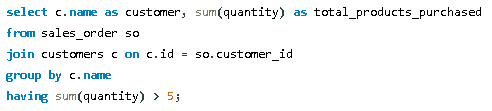 select c.name as customer, sum(quantity) as total_products_purchased
from sales_order so
join customers c on c.id = so.customer_id
group by c.name
having sum(quantity) > 5;